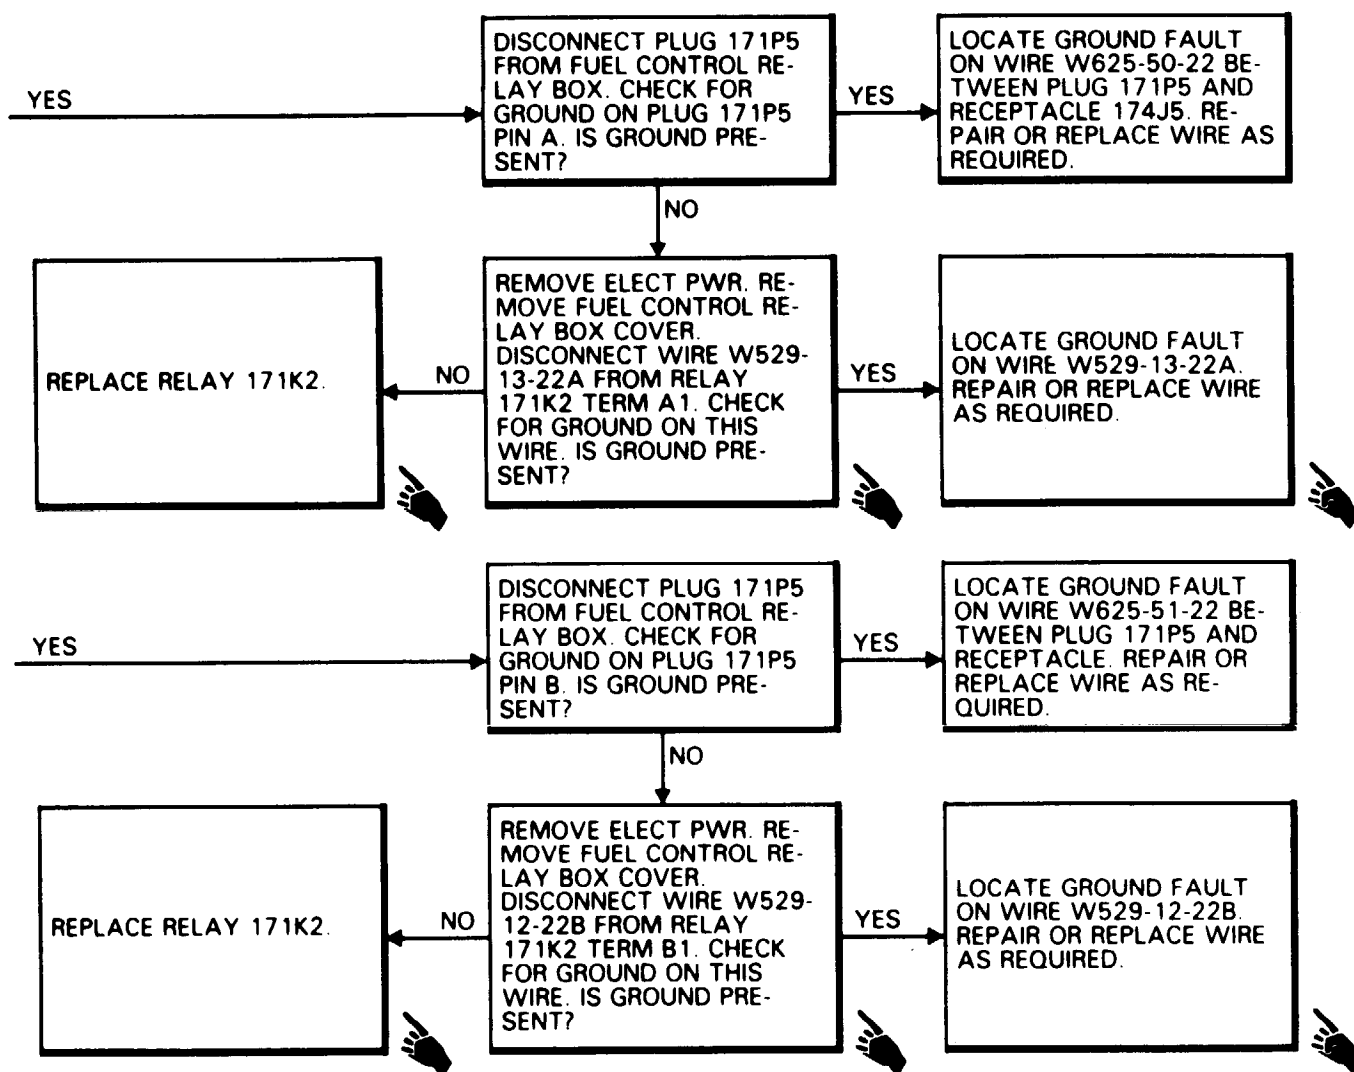 YES
DISCONNECT PLUG 171P5
FROM FUEL CONTROL RE-
LAY BOX. CHECK FOR
GROUND ON PLUG 171P5
PIN A. IS GROUND PRE-
SENT?
YES
LOCATE GROUND FAULT
ON WIRE W625-50-22 BE-
TWEEN PLUG 171P5 AND
RECEPTACLE 174J5. RE-
PAIR OR REPLACE WIRE AS
REQUIRED.
NO
REPLACE RELAY 171K2.
NO
REMOVE ELECT PWR. RE-
MOVE FUEL CONTROL RE-
LAY BOX COVER.
DISCONNECT WIRE W529-
13-22A FROM RELAY
171K2 TERM A1. CHECK
FOR GROUND ON THIS
WIRE. IS GROUND PRE-
SENT?
YES
LOCATE GROUND FAULT
ON WIRE W529-13-22A.
REPAIR OR REPLACE WIRE
AS REQUIRED.
YES
DISCONNECT PLUG 171P5
FROM FUEL CONTROL RE-
LAY BOX. CHECK FOR
GROUND ON PLUG 171P5
PIN B. IS GROUND PRE-
SENT?
YES
LOCATE GROUND FAULT
ON WIRE W625-51-22 BE-
TWEEN PLUG 171P5 AND
RECEPTACLE. REPAIR OR
REPLACE WIRE AS RE-
QUIRED.
NO
REPLACE RELAY 171K2.
NO
REMOVE ELECT PWR. RE-
MOVE FUEL CONTROL RE-
LAY BOX COVER.
DISCONNECT WIRE W529-
12-22B FROM RELAY
171K2 TERM B1. CHECK
FOR GROUND ON THIS
WIRE. IS GROUND PRE-
SENT?
YES
LOCATE GROUND FAULT
ON WIRE W529-12-22B.
REPAIR OR REPLACE WIRE
AS REQUIRED.